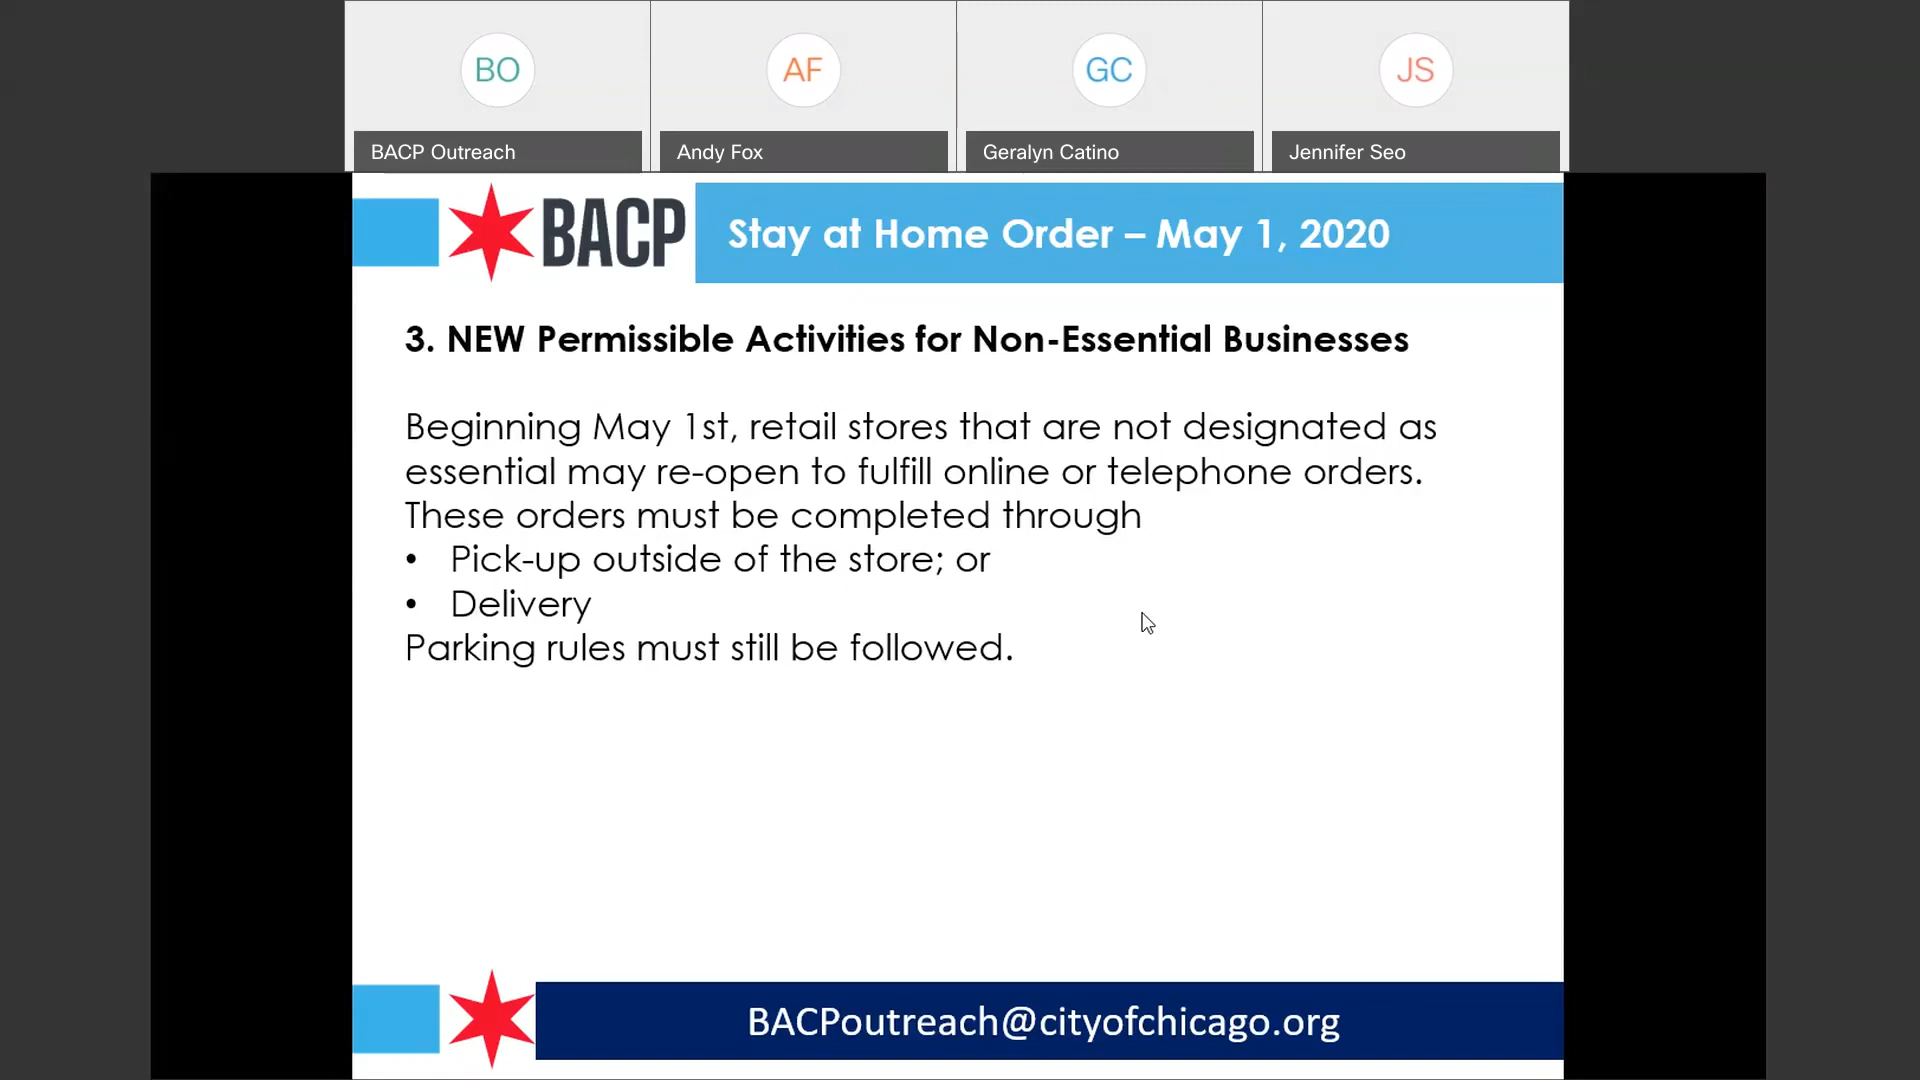 BO
AF
GC
JS
BACP Outreach
Andy Fox
Geralyn Catino
Jennifer Seo
BACP
Stay at Home Order – May 1, 2020
3. NEW Permissible Activities for Non-Essential Businesses
Beginning May 1st, retail stores that are not designated as
essential may re-open to fulfill online or telephone orders.
These orders must be completed through
• Pick-up outside of the store; or
• Delivery
Parking rules must still be followed.
BACPoutreach@cityofchicago.org